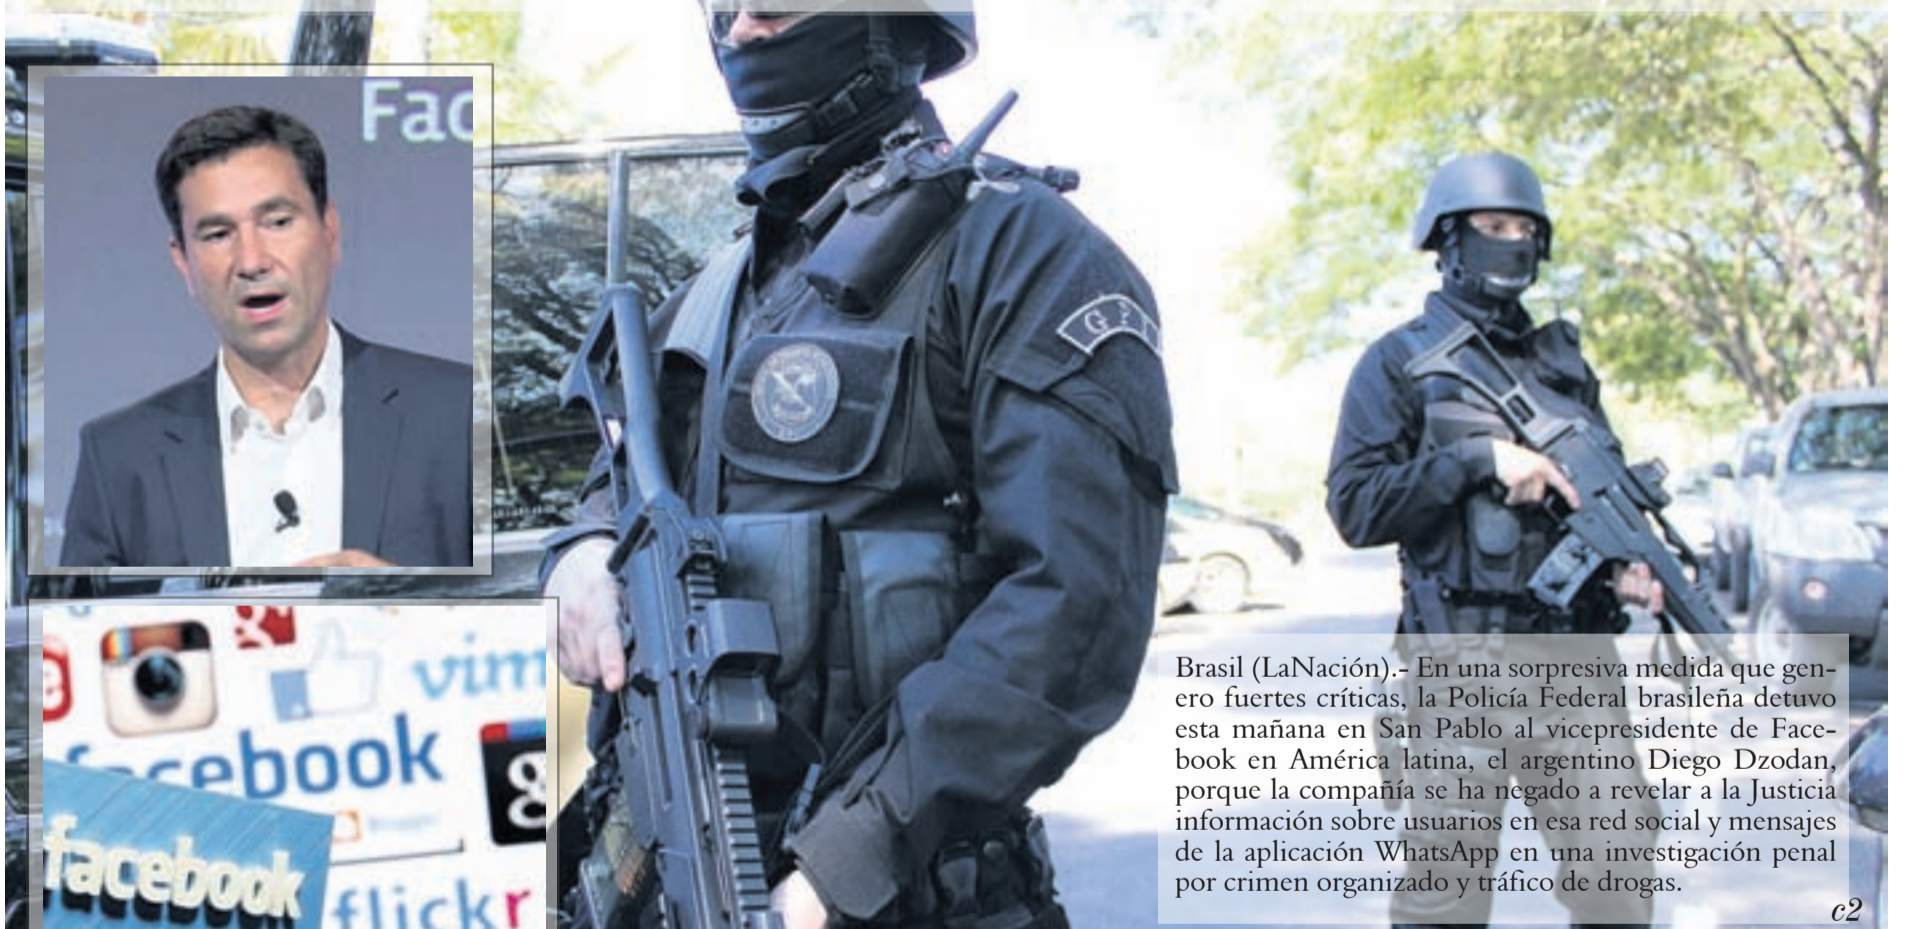 Fac
vim
facebook
facebook
flickr
Brasil (LaNación).- En una sorpresiva medida que gen-
ero fuertes críticas, la Policía Federal brasileña detuvo
esta mañana en San Pablo al vicepresidente de Face-
book en América latina, el argentino Diego Dzodan,
porque la compañía se ha negado a revelar a la Justicia
información sobre usuarios en esa red social y mensajes
de la aplicación WhatsApp en una investigación penal
por crimen organizado y tráfico de drogas.
c2